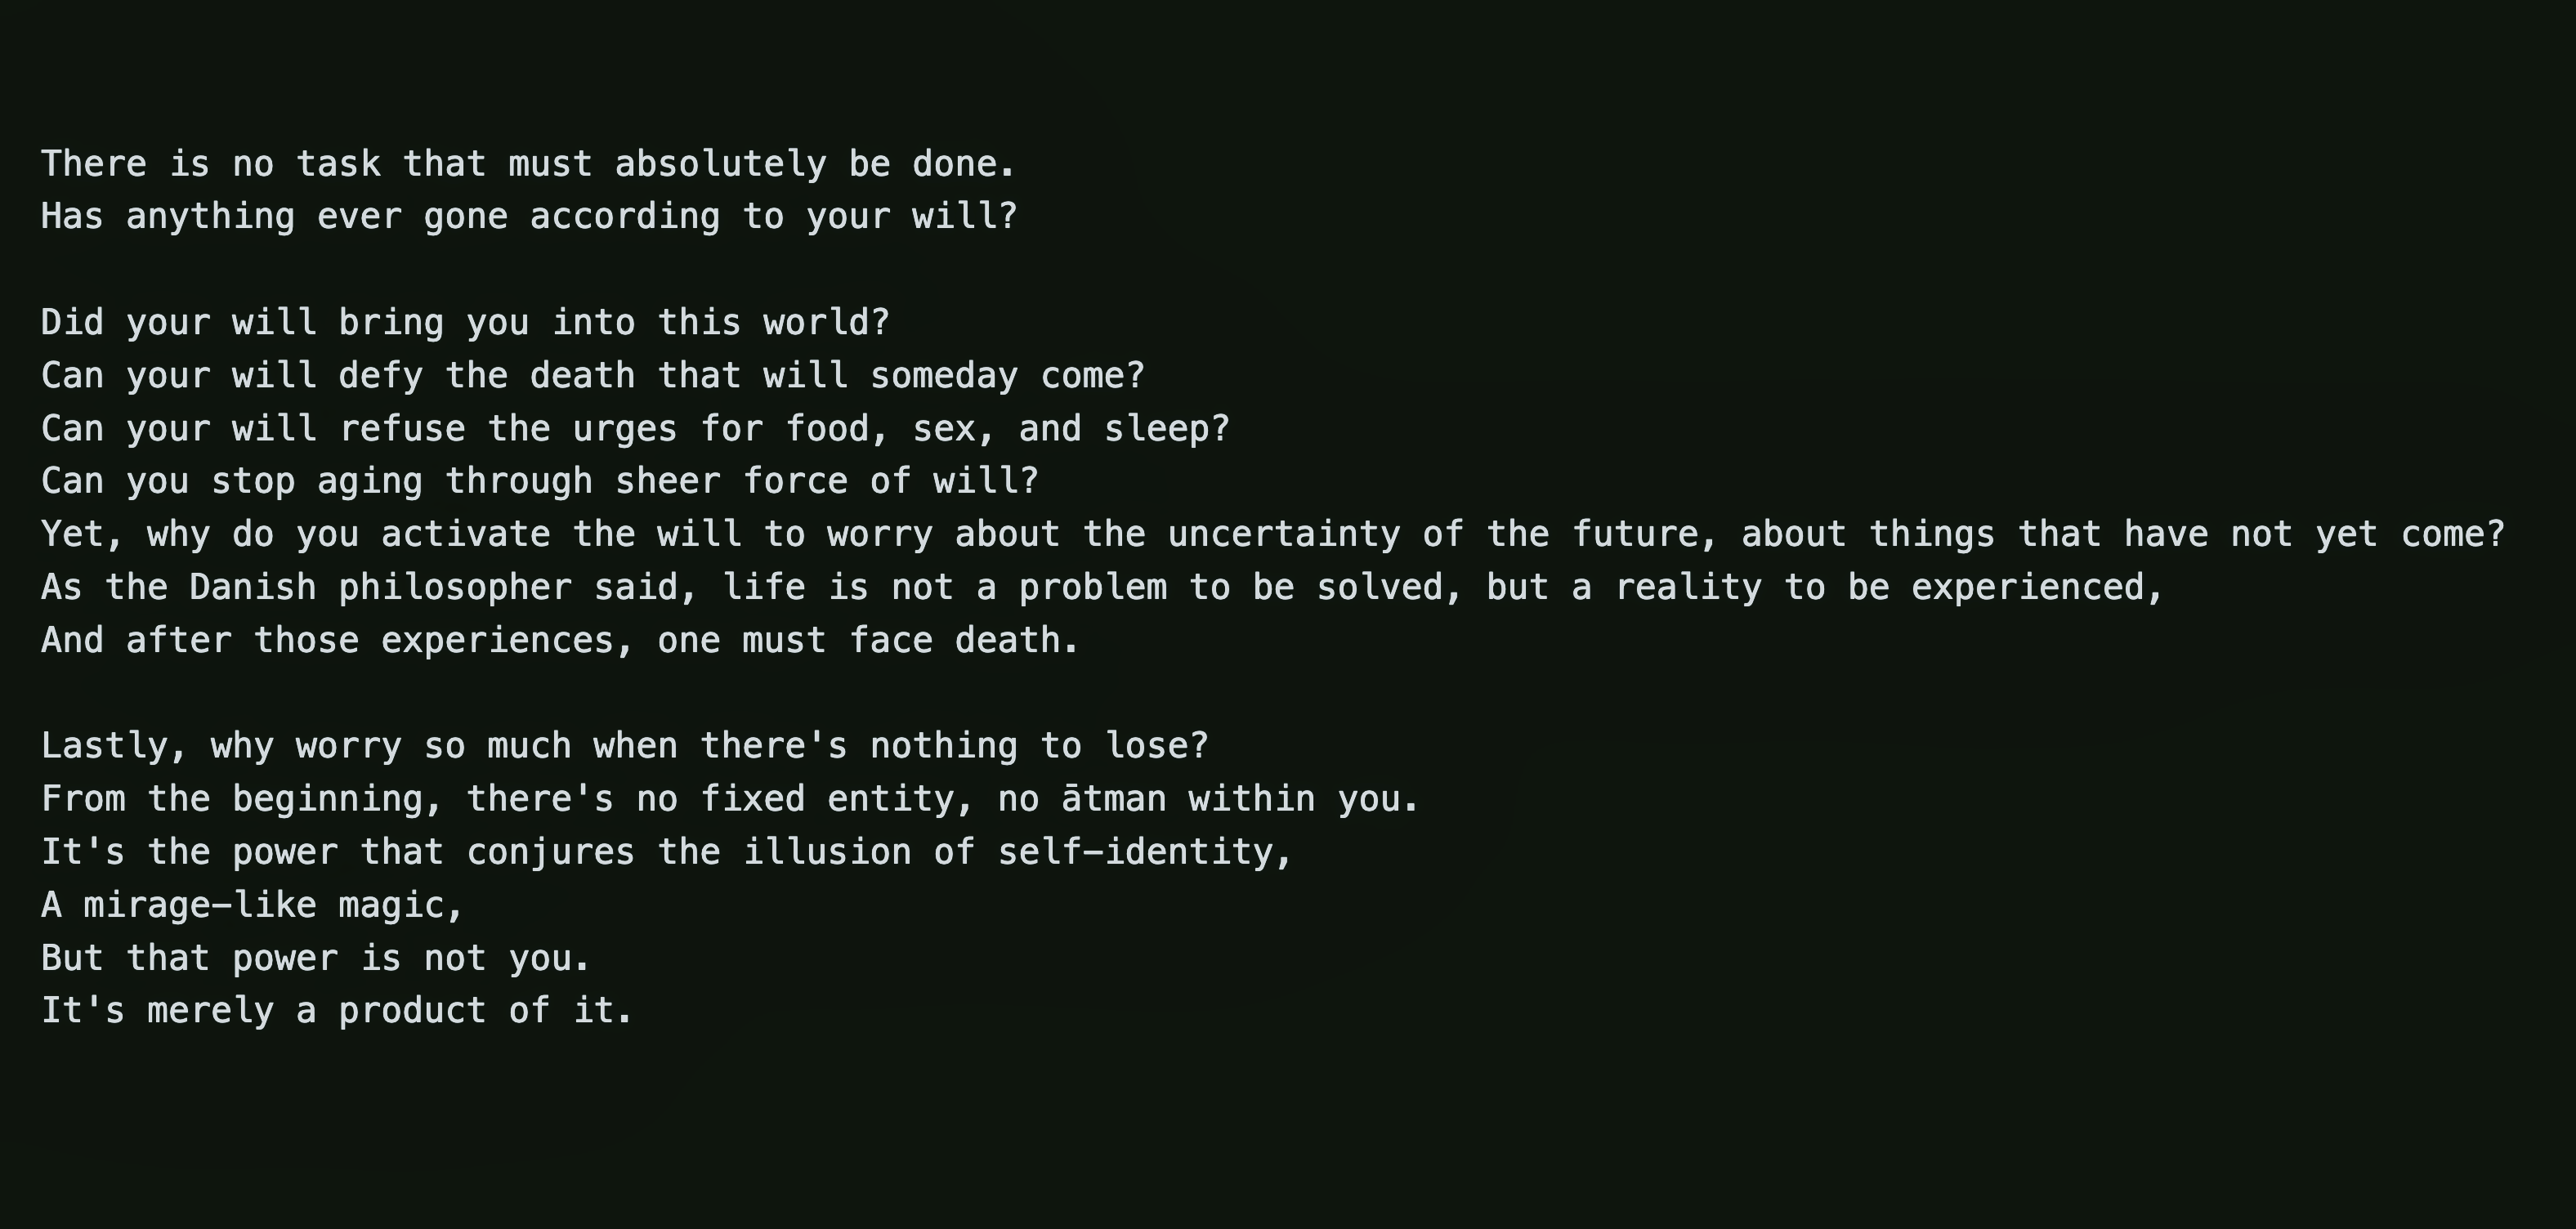 There is no task that must absolutely be done.
Has anything ever gone according to your will?
Did your will bring you into this world?
Can your will defy the death that will someday come?
Can your will refuse the urges for food, sex, and sleep?
Can you stop aging through sheer force of will?
Yet, why do you activate the will to worry about the uncertainty of the future, about things that have not yet come?
As the Danish philosopher said, life is not a problem to be solved, but a reality to be experienced,
And after those experiences, one must face death.
Lastly, why worry so much when there's nothing to lose?
From the beginning, there's no fixed entity, no ātman within you.
It's the power that conjures the illusion of self-identity,
A mirage-like magic,
But that power is not you.
It's merely a product of it.